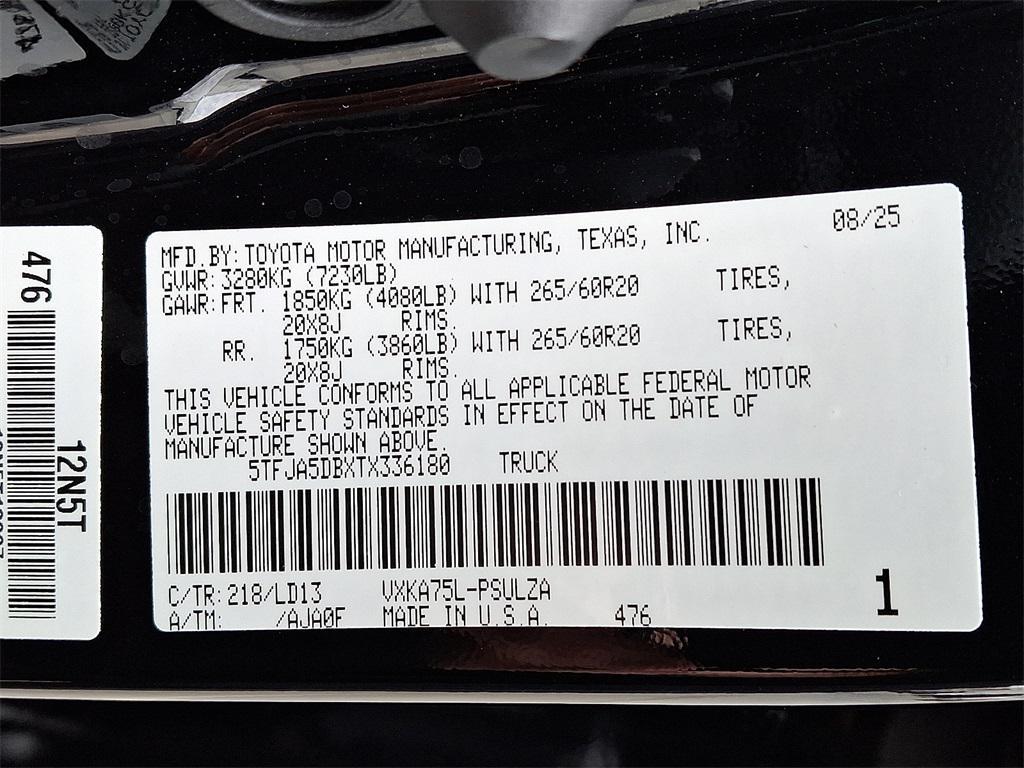 MFD.BY:TOYOTA MOTOR MANUFACTURING, TEXAS, INC. 08/25
GVWR:3280KG (7230LB)
GAWR:FRT. 1850KG (4080LB) WITH 265/60R20 TIRES,
20X8J RIMS.
RR. 1750KG (3860LB) WITH 265/60R20 TIRES,
20X8J RIMS.
THIS VEHICLE CONFORMS TO ALL APPLICABLE FEDERAL MOTOR
VEHICLE SAFETY STANDARDS IN EFFECT ON THE DATE OF
MANUFACTURE SHOWN ABOVE.
5TFJA5DBXTX336180 TRUCK
C/TR:218/LD13 VXKA75L-PSULZA
A/TM: /AJA0F MADE IN U.S.A. 476
1
476
12N5T